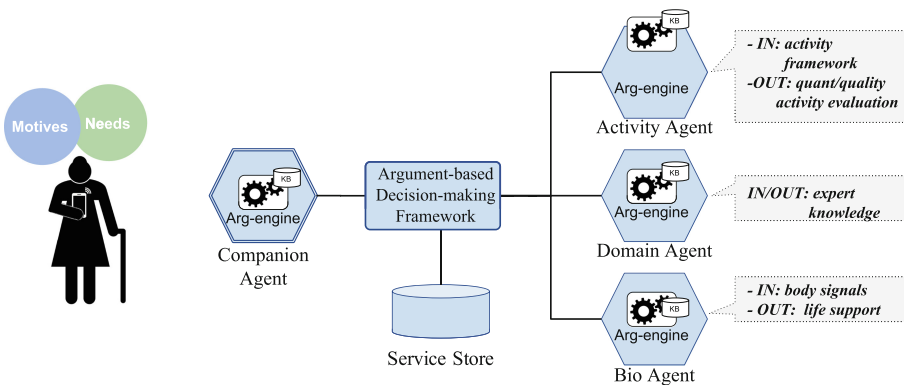 Motives
Needs
KB
Arg-engine
Companion
Agent
Argument-based
Decision-making
Framework
Service Store
KB
Arg-engine
Activity Agent
- IN: activity
framework
-OUT: quant/quality
activity evaluation
KB
Arg-engine
Domain Agent
IN/OUT: expert
knowledge
KB
Arg-engine
Bio Agent
- IN: body signals
- OUT: life support